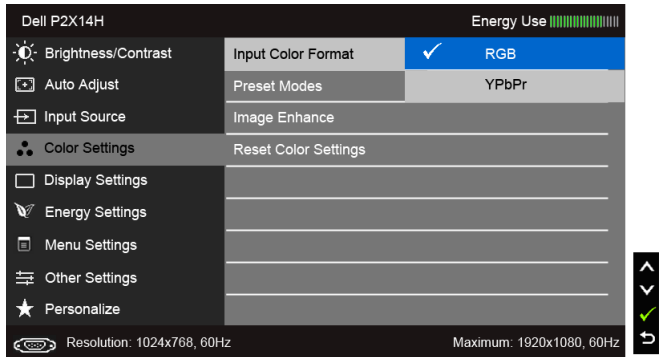 Dell P2X14H Energy Use
Brightness/Contrast Input Color Format RGB
Auto Adjust Preset Modes YPbPr
Input Source Image Enhance
Color Settings Reset Color Settings
Display Settings
Energy Settings
Menu Settings
Other Settings
Personalize
Resolution: 1024x768, 60Hz Maximum: 1920x1080, 60Hz